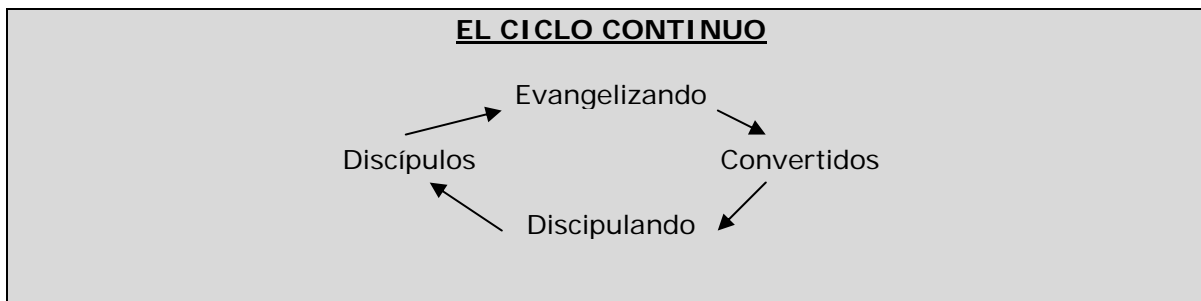 EL CICLO CONTINUO
Evangelizando
Discípulos Convertidos
Discipulando